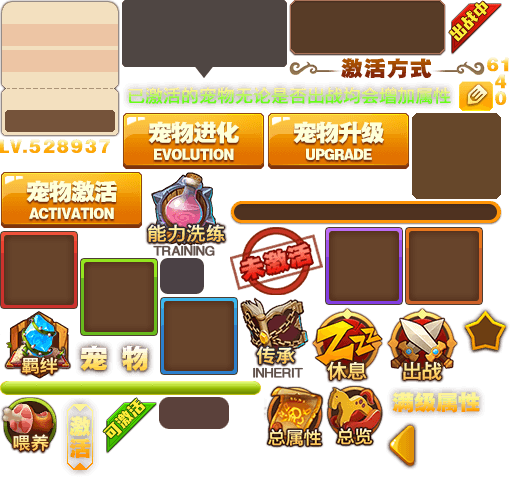 出战中
激活方式
6140
已激活的宠物无论是否出战均会增加属性
LV.528937
宠物进化
EVOLUTION
宠物升级
UPGRADE
宠物激活
ACTIVATION
能力洗练
TRAINING
未激活
羁绊
宠 物
传承
INHERIT
休息
出战
喂养
激活
可激活
总属性
总览
满级属性